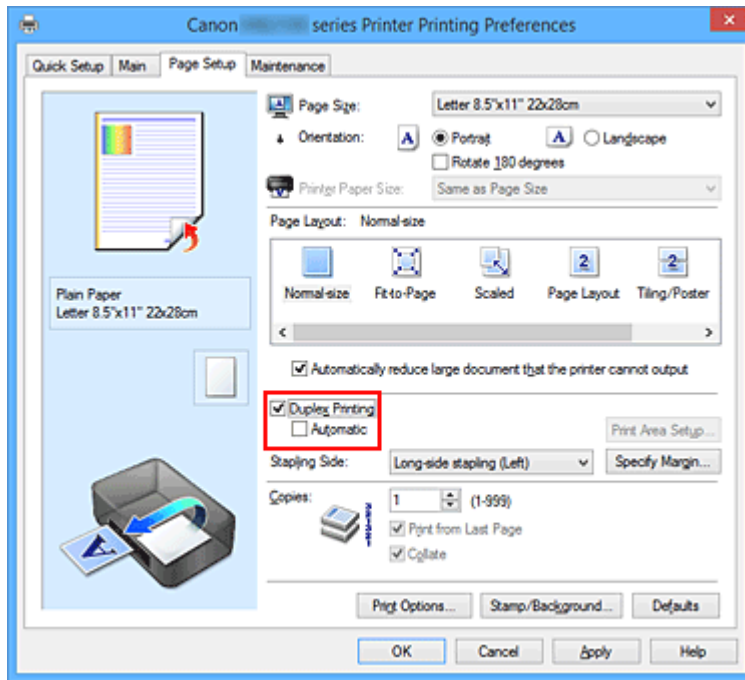 Canon series Printer Printing Preferences
Quick Setup Main Page Setup Maintenance
Page Size: Letter 8.5"x11" 22x28cm
Orientation: A Portrait A Landscape
Rotate 180 degrees
Printer Paper Size: Same as Page Size
Page Layout: Normal-size
2 2
Normal-size Fit-to-Page Scaled Page Layout Tiling/Poster
Plain Paper
Letter 8.5"x11" 22x28cm
Automatically reduce large document that the printer cannot output
Duplex Printing
Automatic
Print Area Setup...
Stapling Side: Long-side stapling (Left) Specify Margin...
Copies: 1 (1-999)
Print from Last Page
Collate
A
Print Options... Stamp/Background... Defaults
OK Cancel Apply Help